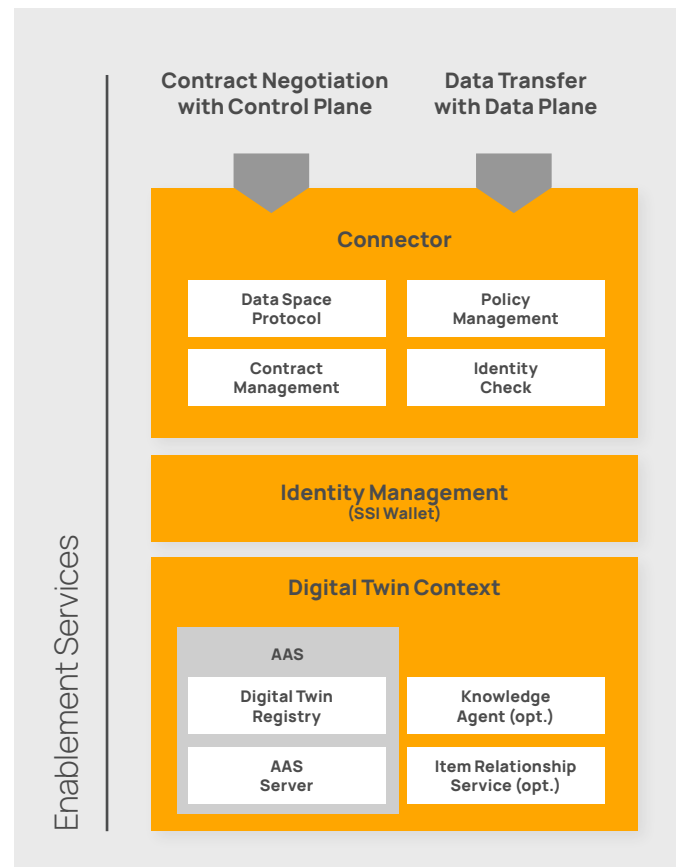 Contract Negotiation
with Control Plane
Data Transfer
with Data Plane
Connector
Data Space
Protocol
Policy
Management
Contract
Management
Identity
Check
Identity Management
(SSI Wallet)
Digital Twin Context
AAS
Digital Twin
Registry
Knowledge
Agent (opt.)
AAS
Server
Item Relationship
Service (opt.)
Enablement Services